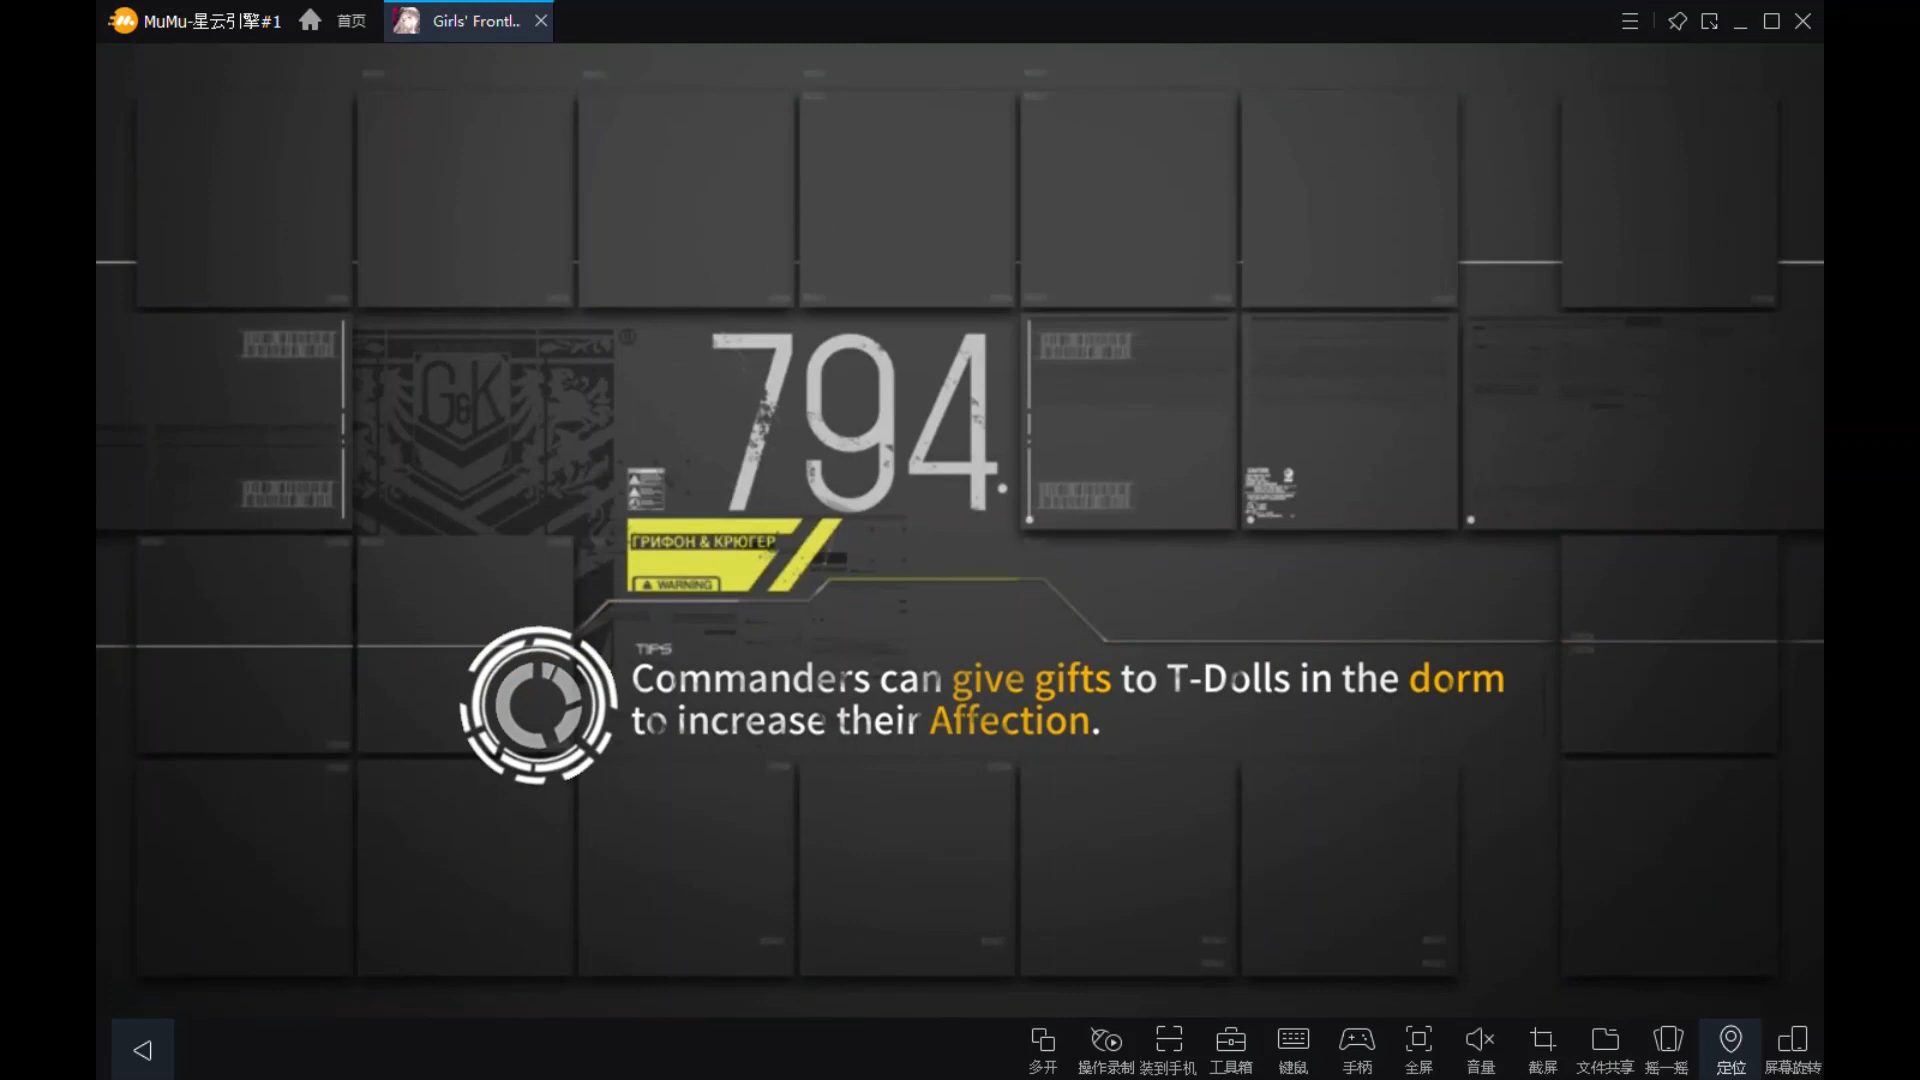 MuMu-星云引擎#1
首页
Girls' Frontl..
G&K
794.
ГРИФОН & КРЮГЕР
WARNING
TIPS
Commanders can give gifts to T-Dolls in the dorm
to increase their Affection.
多开
操作录制
装到手机
工具箱
键鼠
手柄
全屏
音量
截屏
文件共享
摇一摇
定位
屏幕旋转